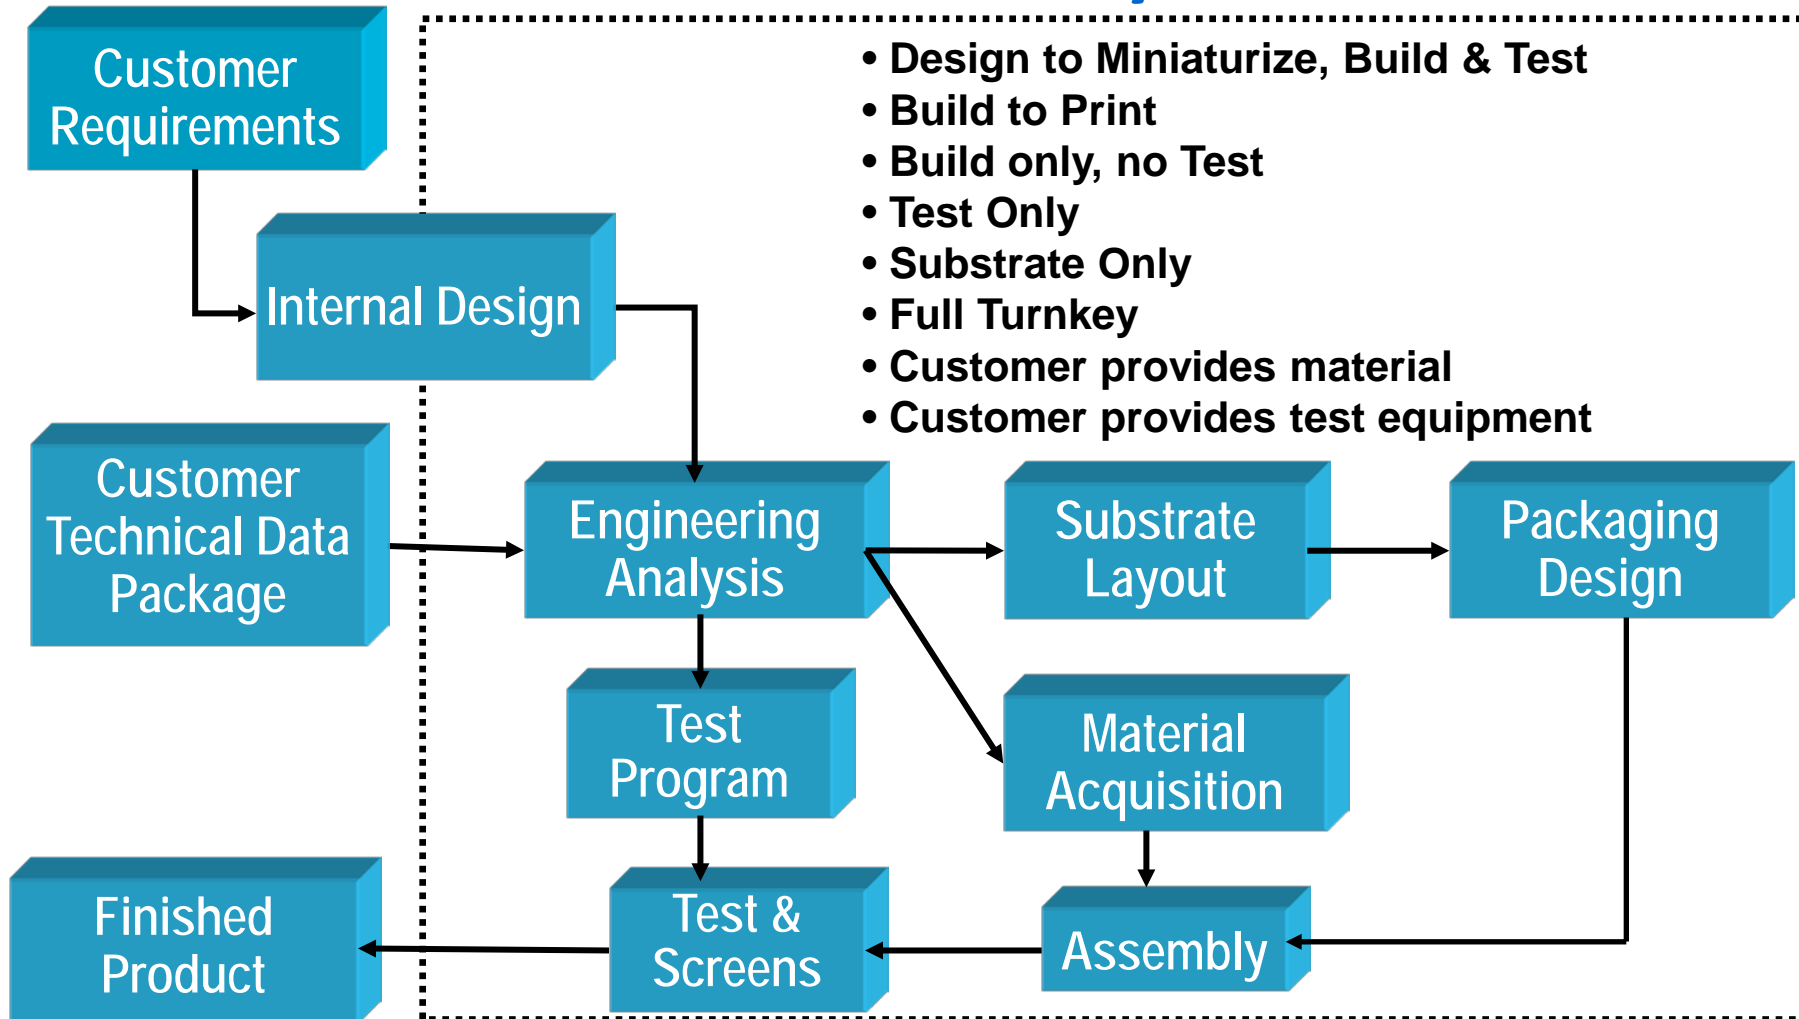 Customer
Requirements
• Design to Miniaturize, Build & Test
• Build to Print
• Build only, no Test
• Test Only
• Substrate Only
• Full Turnkey
• Customer provides material
• Customer provides test equipment
Internal Design
Customer
Technical Data
Package
Engineering
Analysis
Substrate
Layout
Packaging
Design
Test
Program
Material
Acquisition
Finished
Product
Test &
Screens
Assembly